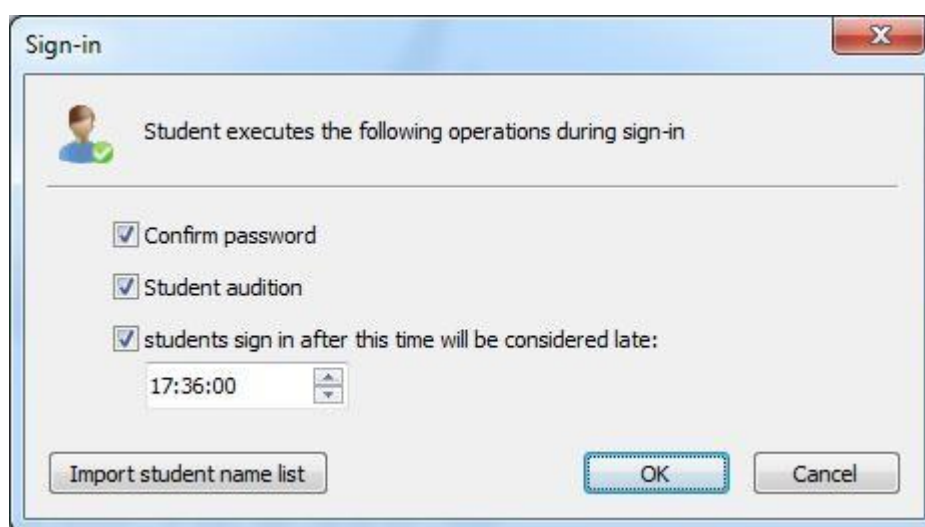 Sign-in
Student executes the following operations during sign-in
Confirm password
Student audition
students sign in after this time will be considered late:
17:36:00
Import student name list
OK
Cancel